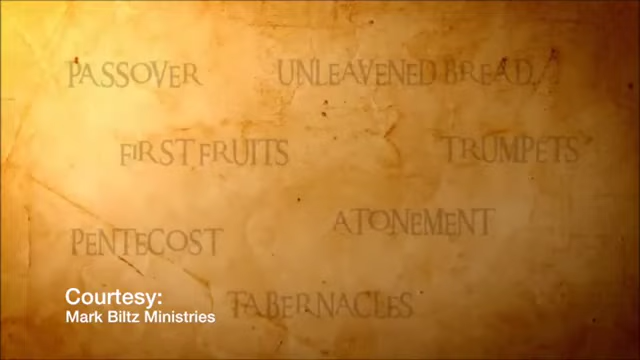 PASSOVER
UNLEAVENED BREAD
FIRST FRUITS
TRUMPETS
ATONEMENT
PENTECOST
TABERNACLES
Courtesy:
Mark Biltz Ministries